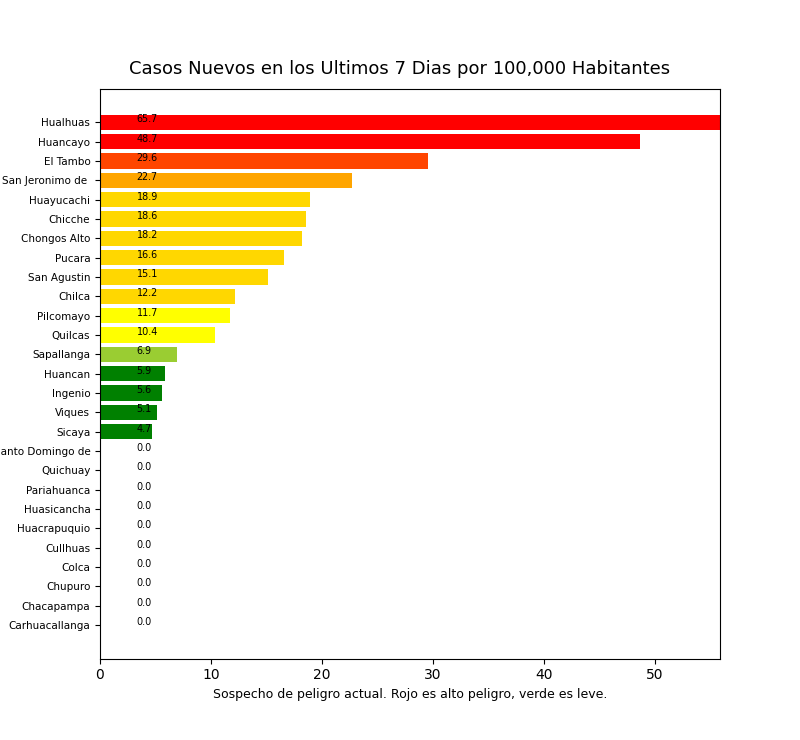 Casos Nuevos en los Ultimos 7 Dias por 100,000 Habitantes
Hualhuas 65.7
Huancayo 48.7
El Tambo 29.6
San Jeronimo de 22.7
Huayucachi 18.9
Chicche 18.6
Chongos Alto 18.2
Pucara 16.6
San Agustin 15.1
Chilca 12.2
Pilcomayo 11.7
Quilcas 10.4
Sapallanga 6.9
Huancan 5.9
Ingenio 5.6
Viques 5.1
Sicaya 4.7
anto Domingo de 0.0
Quichuay 0.0
Pariahuanca 0.0
Huasicancha 0.0
Huacrapuquio 0.0
Cullhuas 0.0
Colca 0.0
Chupuro 0.0
Chacapampa 0.0
Carhuacallanga 0.0
0 10 20 30 40 50
Sospecho de peligro actual. Rojo es alto peligro, verde es leve.